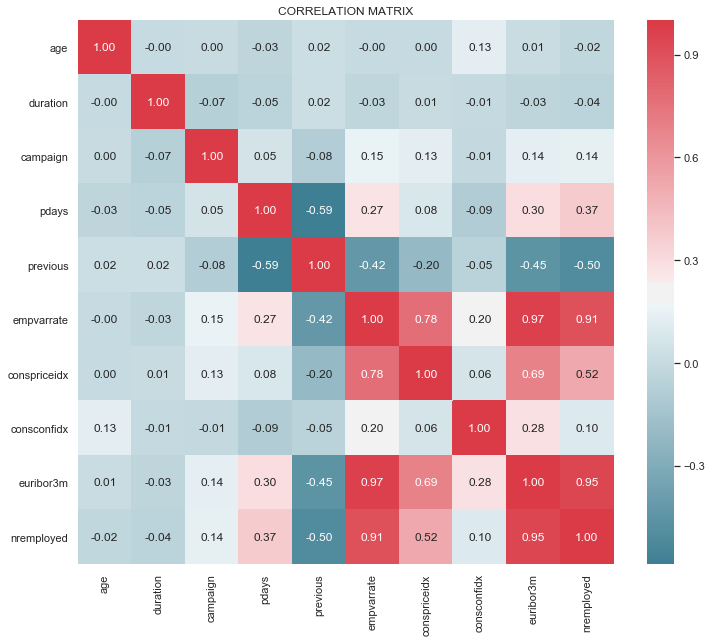 CORRELATION MATRIX
age 1.00 -0.00 0.00 -0.03 0.02 -0.00 0.00 0.13 0.01 -0.02
duration -0.00 1.00 -0.07 -0.05 0.02 -0.03 0.01 -0.01 -0.03 -0.04
campaign 0.00 -0.07 1.00 0.05 -0.08 0.15 0.13 -0.01 0.14 0.14
pdays -0.03 -0.05 0.05 1.00 -0.59 0.27 0.08 -0.09 0.30 0.37
previous 0.02 0.02 -0.08 -0.59 1.00 -0.42 -0.20 -0.05 -0.45 -0.50
empvarrate -0.00 -0.03 0.15 0.27 -0.42 1.00 0.78 0.20 0.97 0.91
conspriceidx 0.00 0.01 0.13 0.08 -0.20 0.78 1.00 0.06 0.69 0.52
consconfidx 0.13 -0.01 -0.01 -0.09 -0.05 0.20 0.06 1.00 0.28 0.10
euribor3m 0.01 -0.03 0.14 0.30 -0.45 0.97 0.69 0.28 1.00 0.95
nremployed -0.02 -0.04 0.14 0.37 -0.50 0.91 0.52 0.10 0.95 1.00
age duration campaign pdays previous empvarrate conspriceidx consconfidx euribor3m nremployed
0.9
0.6
0.3
0.0
−0.3